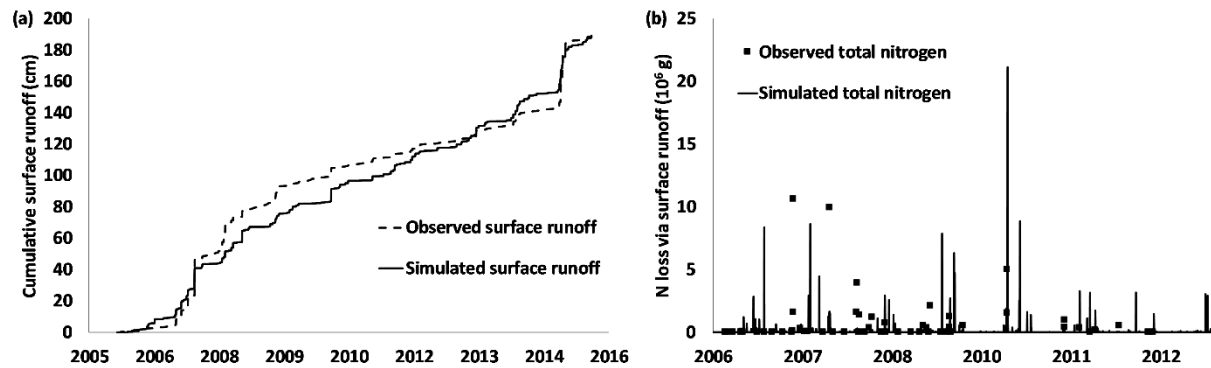 (a)
Cumulative surface runoff (cm)
200
180
160
140
120
100
80
60
40
20
0
2005 2006 2007 2008 2009 2010 2011 2012 2013 2014 2016
Observed surface runoff
Simulated surface runoff
(b)
N loss via surface runoff (10⁶ g)
25
20
15
10
5
0
2006 2007 2008 2010 2011 2012
Observed total nitrogen
Simulated total nitrogen